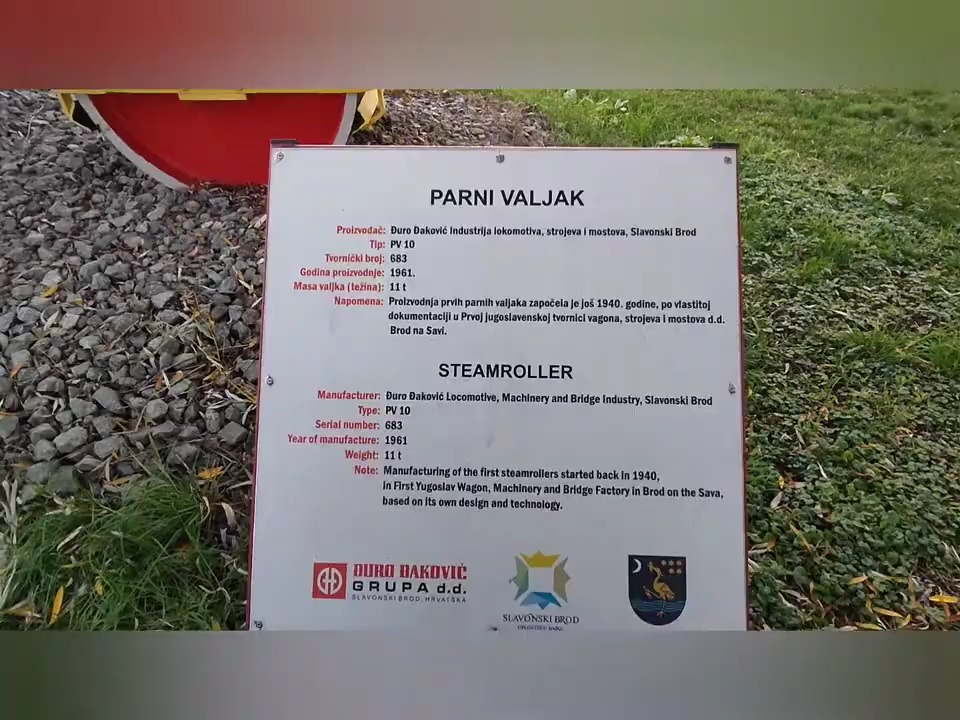 PARNI VALJAK
Proizvođač: Đuro Đaković Industrija lokomotiva, strojeva i mostova, Slavonski Brod
Tip: PV 10
Tvornički broj: 683
Godina proizvodnje: 1961.
Masa valjka (težina): 11 t
Napomena: Proizvodnja prvih parnih valjaka započela je još 1940. godine, po vlastitoj
dokumentaciji u Prvoj jugoslavenskoj tvornici vagona, strojeva i mostova d.d.
Brod na Savi.
STEAMROLLER
Manufacturer: Đuro Đaković Locomotive, Machinery and Bridge Industry, Slavonski Brod
Type: PV 10
Serial number: 683
Year of manufacture: 1961
Weight: 11 t
Note: Manufacturing of the first steamrollers started back in 1940,
in First Yugoslav Wagon, Machinery and Bridge Factory in Brod on the Sava,
based on its own design and technology.
ĐURO ĐAKOVIĆ
GRUPA d.d.
SLAVONSKI BROD, HRVATSKA
SLAVONSKI BROD